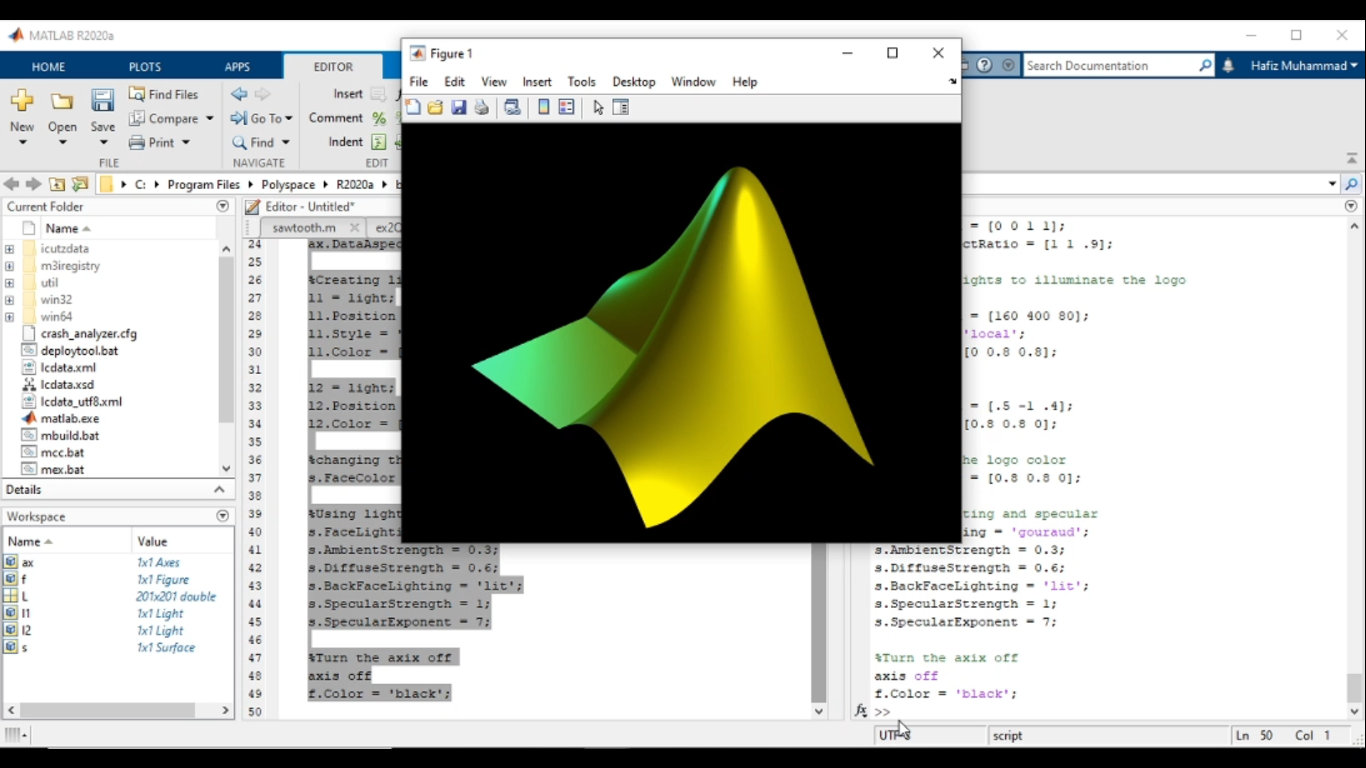 MATLAB R2020a
HOME PLOTS APPS EDITOR
Search Documentation
Hafiz Muhammad
New
Open
Save
Find Files
Compare
Print
FILE
Go To
Find
NAVIGATE
Insert
Comment
Indent
EDIT
Figure 1
File Edit View Insert Tools Desktop Window Help
C: Program Files Polyspace R2020a
Current Folder
Name
icutzdata
m3iregistry
util
win32
win64
crash_analyzer.cfg
deploytool.bat
lcdata.xml
lcdata.xsd
lcdata_utf8.xml
matlab.exe
mbuild.bat
mcc.bat
mex.bat
Details
Workspace
Name Value
ax 1x1 Axes
f 1x1 Figure
L 201x201 double
l1 1x1 Light
l2 1x1 Light
s 1x1 Surface
Editor - Untitled*
sawtooth.m
24 ax.DataAspec
25
26 %Creating li
27 l1 = light;
28 l1.Position
29 l1.Style = '
30 l1.Color = [
31
32 l2 = light;
33 l2.Position
34 l2.Color = [
35
36 %changing th
37 s.FaceColor
38
39 %Using light
40 s.FaceLighti
41 s.AmbientStrength = 0.3;
42 s.DiffuseStrength = 0.6;
43 s.BackFaceLighting = 'lit';
44 s.SpecularStrength = 1;
45 s.SpecularExponent = 7;
46
47 %Turn the axix off
48 axis off
49 f.Color = 'black';
50
= [0 0 1 1];
ctRatio = [1 1 .9];
ights to illuminate the logo
= [160 400 80];
'local';
[0 0.8 0.8];
= [.5 -1 .4];
[0.8 0.8 0];
he logo color
= [0.8 0.8 0];
ting and specular
ing = 'gouraud';
s.AmbientStrength = 0.3;
s.DiffuseStrength = 0.6;
s.BackFaceLighting = 'lit';
s.SpecularStrength = 1;
s.SpecularExponent = 7;
%Turn the axix off
axis off
f.Color = 'black';
fx >>
UTF-8
script
Ln 50 Col 1